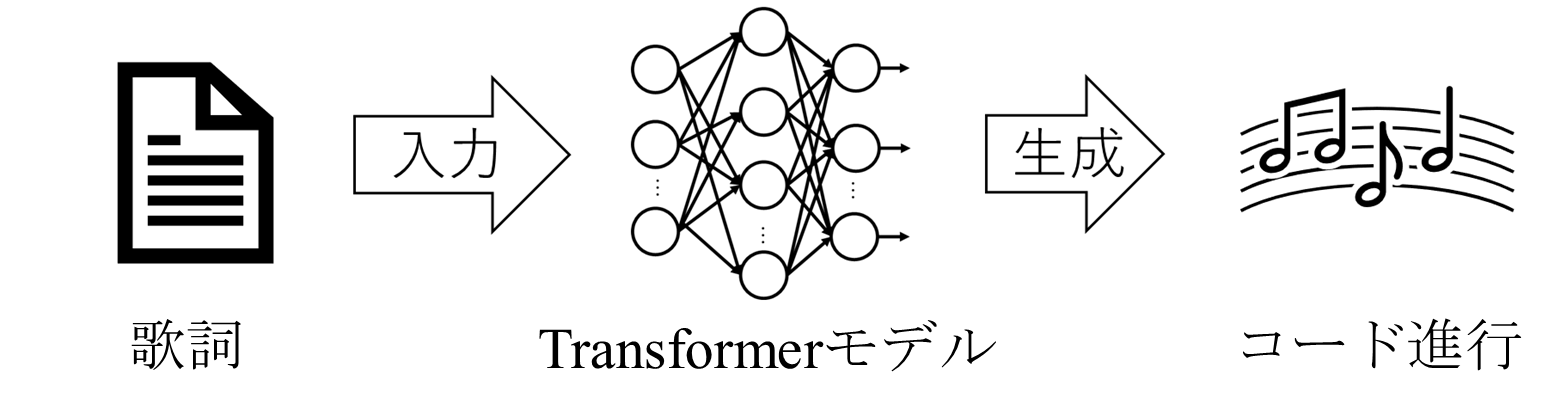 入力
生成
歌詞
Transformerモデル
コード進行